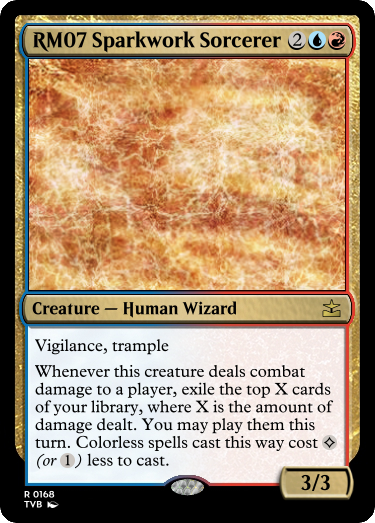 RM07 Sparkwork Sorcerer 2
Creature — Human Wizard
Vigilance, trample
Whenever this creature deals combat
damage to a player, exile the top X cards
of your library, where X is the amount of
damage dealt. You may play them this
turn. Colorless spells cast this way cost
(or 1) less to cast.
3/3
R 0168
TVB